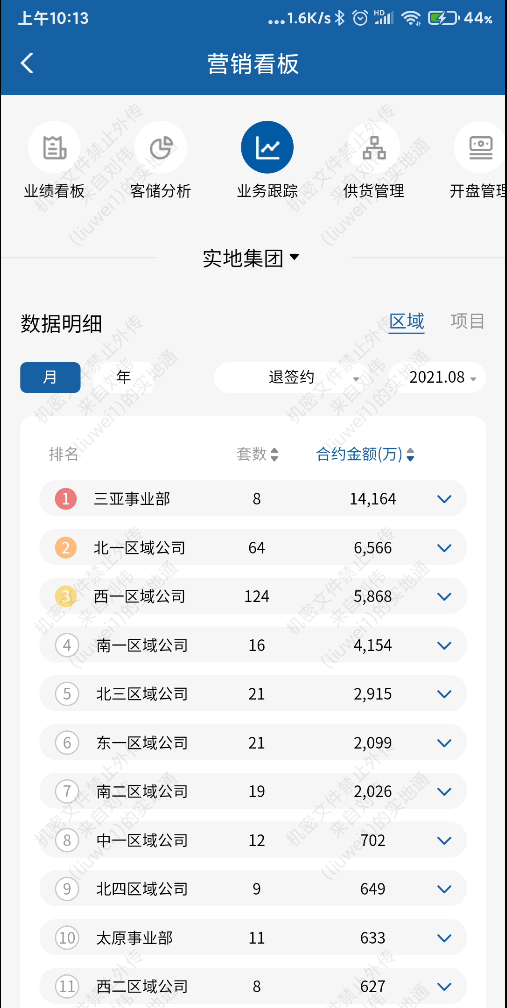 上午10:13 ...1.6K/s HD 44%
营销看板
业绩看板 客储分析 业务跟踪 供货管理 开盘管理
实地集团
数据明细 区域 项目
月 年 退签约 2021.08
排名 套数 合约金额(万)
1 三亚事业部 8 14,164
2 北一区域公司 64 6,566
3 西一区域公司 124 5,868
4 南一区域公司 16 4,154
5 北三区域公司 21 2,915
6 东一区域公司 21 2,099
7 南二区域公司 19 2,026
8 中一区域公司 12 702
9 北四区域公司 9 649
10 太原事业部 11 633
11 西二区域公司 8 627
机密文件禁止外传
来自刘伟
(liuwei1)的实地通